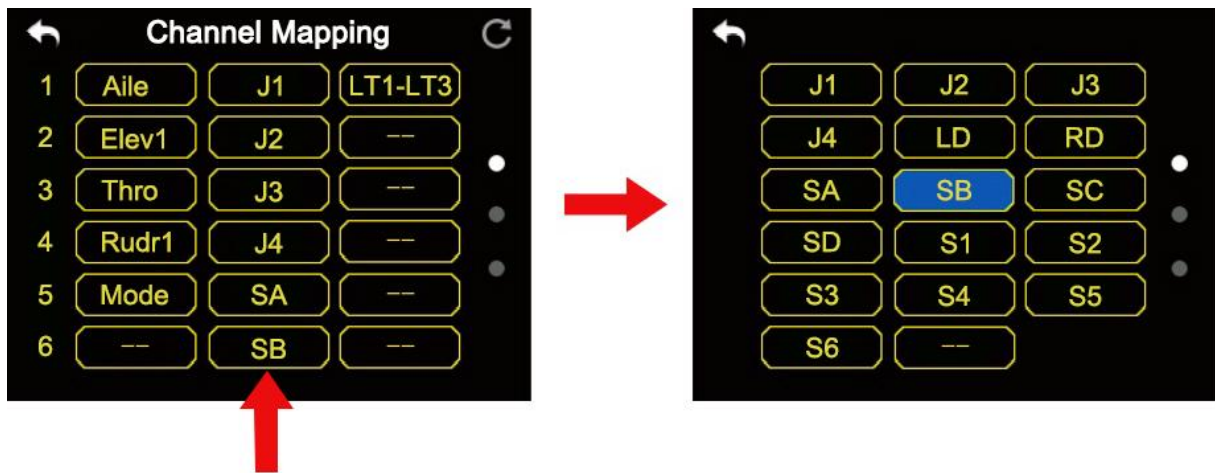 Channel Mapping
1 Aile J1 LT1-LT3
2 Elev1 J2 --
3 Thro J3 --
4 Rudr1 J4 --
5 Mode SA --
6 -- SB --
J1 J2 J3
J4 LD RD
SA SB SC
SD S1 S2
S3 S4 S5
S6 --